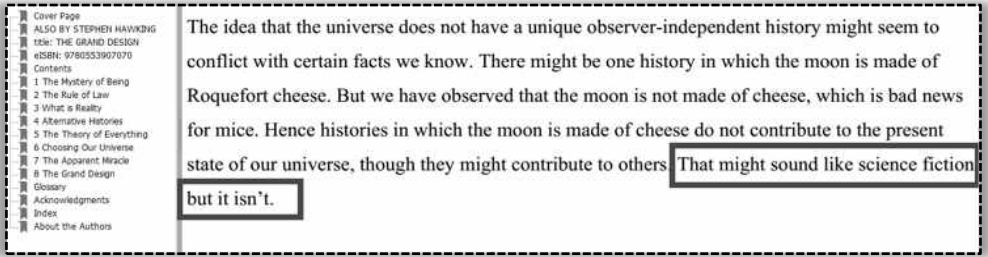 Cover Page
ALSO BY STEPHEN HAWKING
title: THE GRAND DESIGN
eISBN: 9780553907070
Contents
1 The Mystery of Being
2 The Rule of Law
3 What is Reality
4 Alternative Histories
5 The Theory of Everything
6 Choosing Our Universe
7 The Apparent Miracle
8 The Grand Design
Glossary
Acknowledgments
Index
About the Authors
The idea that the universe does not have a unique observer-independent history might seem to
conflict with certain facts we know. There might be one history in which the moon is made of
Roquefort cheese. But we have observed that the moon is not made of cheese, which is bad news
for mice. Hence histories in which the moon is made of cheese do not contribute to the present
state of our universe, though they might contribute to others. That might sound like science fiction
but it isn't.